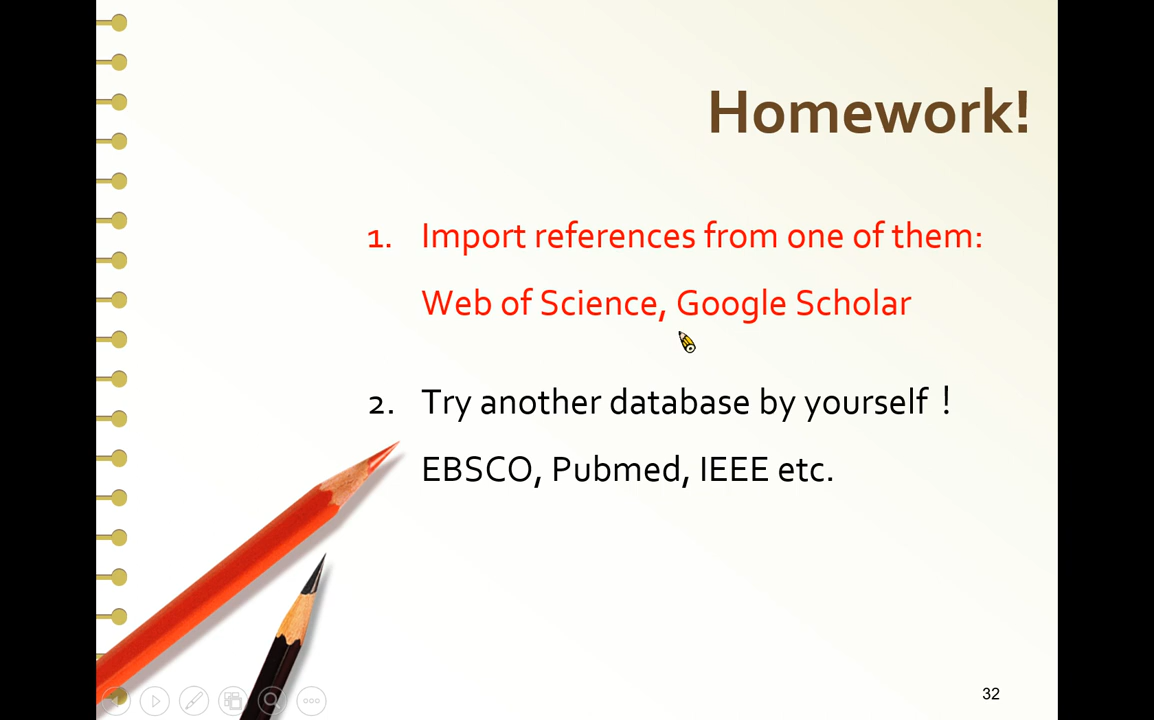 Homework!
1. Import references from one of them:
Web of Science, Google Scholar
2. Try another database by yourself！
EBSCO, Pubmed, IEEE etc.
32